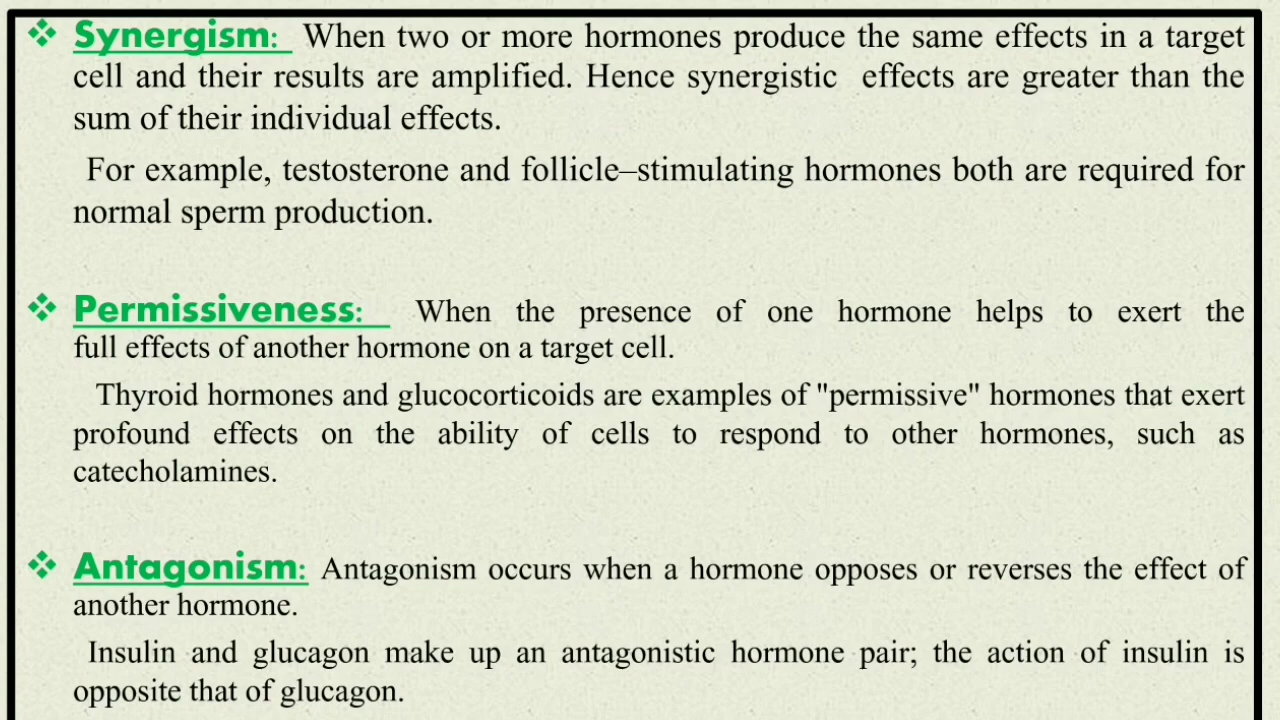 ❖ Synergism: When two or more hormones produce the same effects in a target
cell and their results are amplified. Hence synergistic effects are greater than the
sum of their individual effects.
For example, testosterone and follicle–stimulating hormones both are required for
normal sperm production.
❖ Permissiveness: When the presence of one hormone helps to exert the
full effects of another hormone on a target cell.
Thyroid hormones and glucocorticoids are examples of "permissive" hormones that exert
profound effects on the ability of cells to respond to other hormones, such as
catecholamines.
❖ Antagonism: Antagonism occurs when a hormone opposes or reverses the effect of
another hormone.
Insulin and glucagon make up an antagonistic hormone pair; the action of insulin is
opposite that of glucagon.